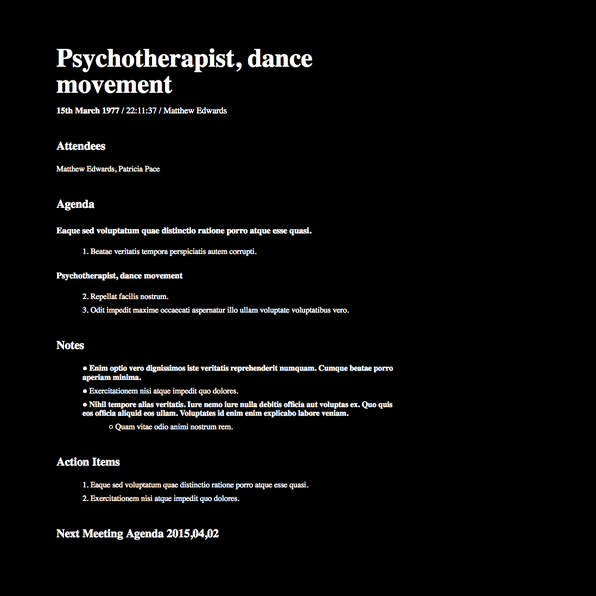 Psychotherapist, dance
movement
15th March 1977 / 22:11:37 / Matthew Edwards
Attendees
Matthew Edwards, Patricia Pace
Agenda
Eaque sed voluptatum quae distinctio ratione porro atque esse quasi.
1. Beatae veritatis tempora perspiciatis autem corrupti.
Psychotherapist, dance movement
2. Repellat facilis nostrum.
3. Odit impedit maxime occaecati aspernatur illo ullam voluptate voluptatibus vero.
Notes
● Enim optio vero dignissimos iste veritatis reprehenderit numquam. Cumque beatae porro
aperiam minima.
● Exercitationem nisi atque impedit quo dolores.
● Nihil tempore alias veritatis. Iure nemo iure nulla debitis officia aut voluptas ex. Quo quis
eos officia aliquid eos ullam. Voluptates id enim enim explicabo labore veniam.
○ Quam vitae odio animi nostrum rem.
Action Items
1. Eaque sed voluptatum quae distinctio ratione porro atque esse quasi.
2. Exercitationem nisi atque impedit quo dolores.
Next Meeting Agenda 2015,04,02